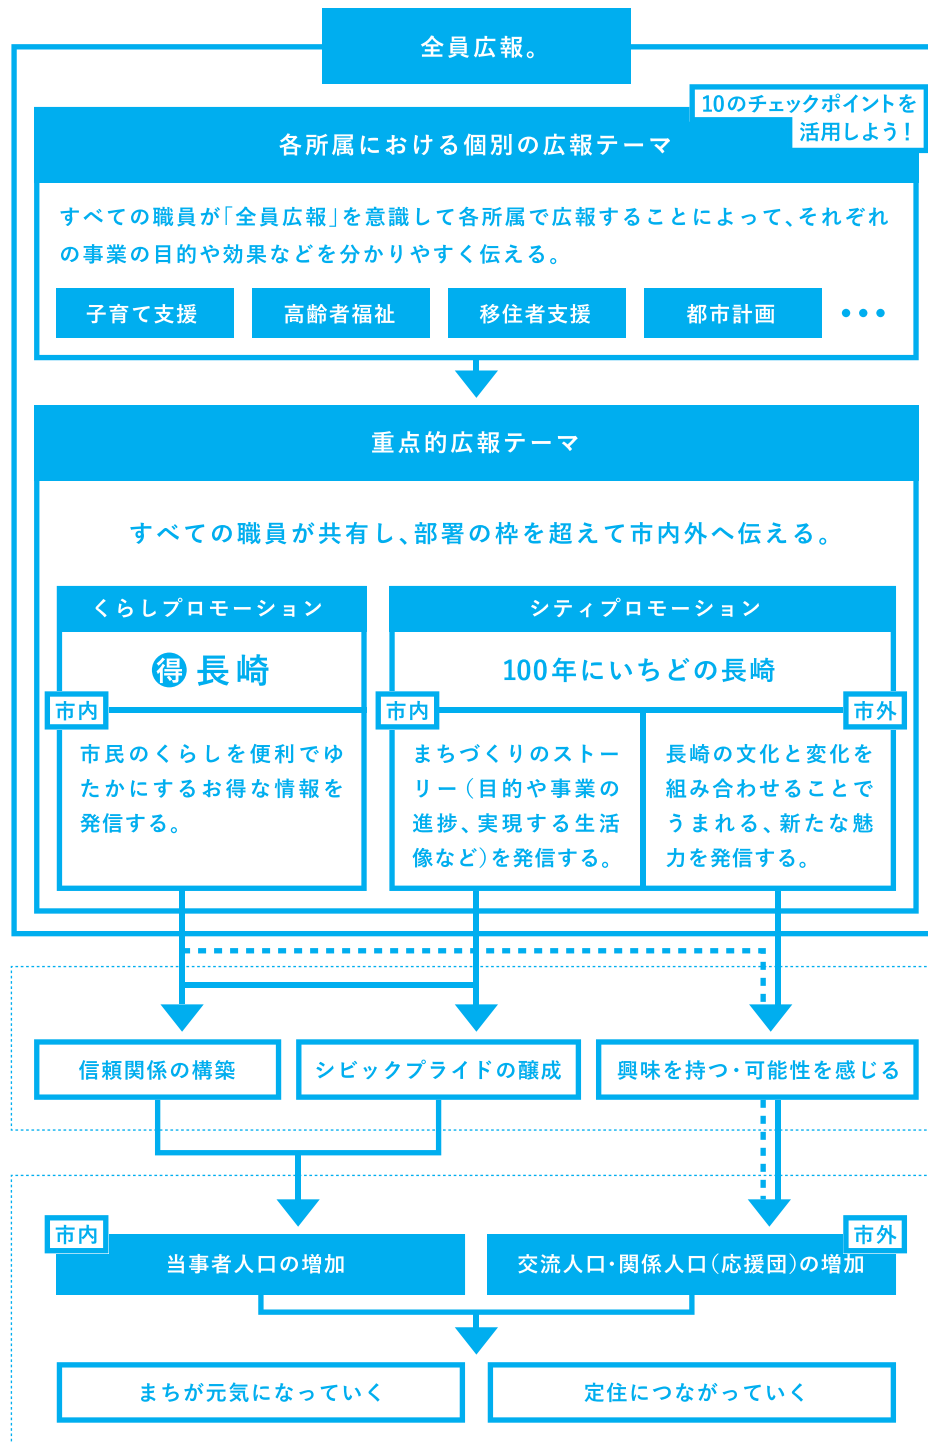 全員広報。
10のチェックポイントを
活用しよう！
各所属における個別の広報テーマ
すべての職員が「全員広報」を意識して各所属で広報することによって、それぞれ
の事業の目的や効果などを分かりやすく伝える。
子育て支援
高齢者福祉
移住者支援
都市計画
•••
重点的広報テーマ
すべての職員が共有し、部署の枠を超えて市内外へ伝える。
くらしプロモーション
得 長崎
市内
市民のくらしを便利でゆ
たかにするお得な情報を
発信する。
シティプロモーション
100年にいちどの長崎
市内
まちづくりのストー
リー（目的や事業の
進捗、実現する生活
像など）を発信する。
市外
長崎の文化と変化を
組み合わせることで
うまれる、新たな魅
力を発信する。
信頼関係の構築
シビックプライドの醸成
興味を持つ・可能性を感じる
市内
当事者人口の増加
市外
交流人口・関係人口（応援団）の増加
まちが元気になっていく
定住につながっていく